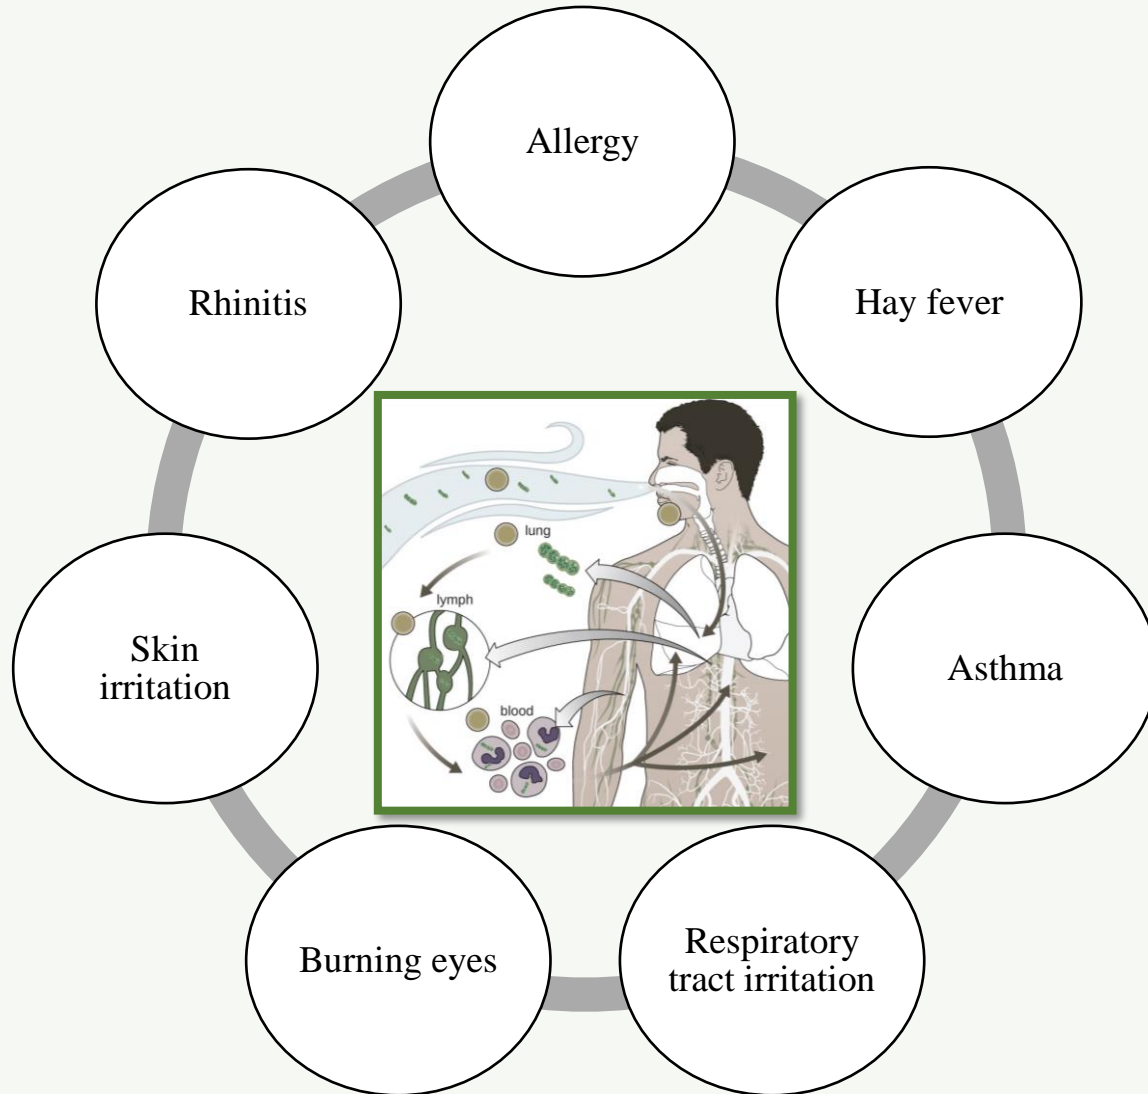 Allergy
Rhinitis
Hay fever
lung
lymph
Skin
irritation
Asthma
blood
Burning eyes
Respiratory
tract irritation